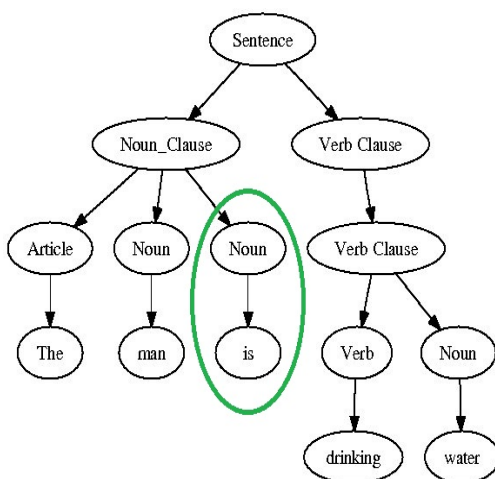 Sentence
Noun_Clause Verb Clause
Article Noun Noun Verb Clause
The man is Verb Noun
drinking water